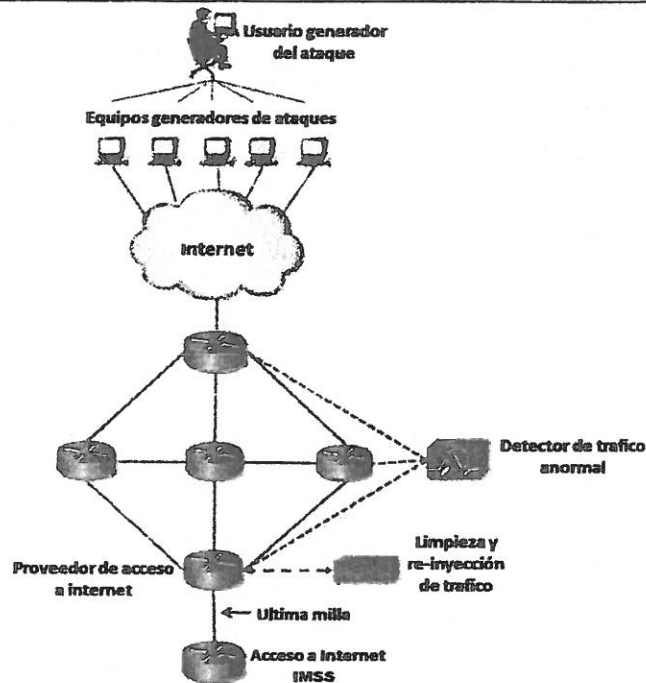 Usuario generador
del ataque
Equipos generadores de ataques
Internet
Detector de trafico
anormal
Proveedor de acceso
a internet
Limpieza y
re-inyección
de trafico
Ultima milla
Acceso a Internet
IMSS